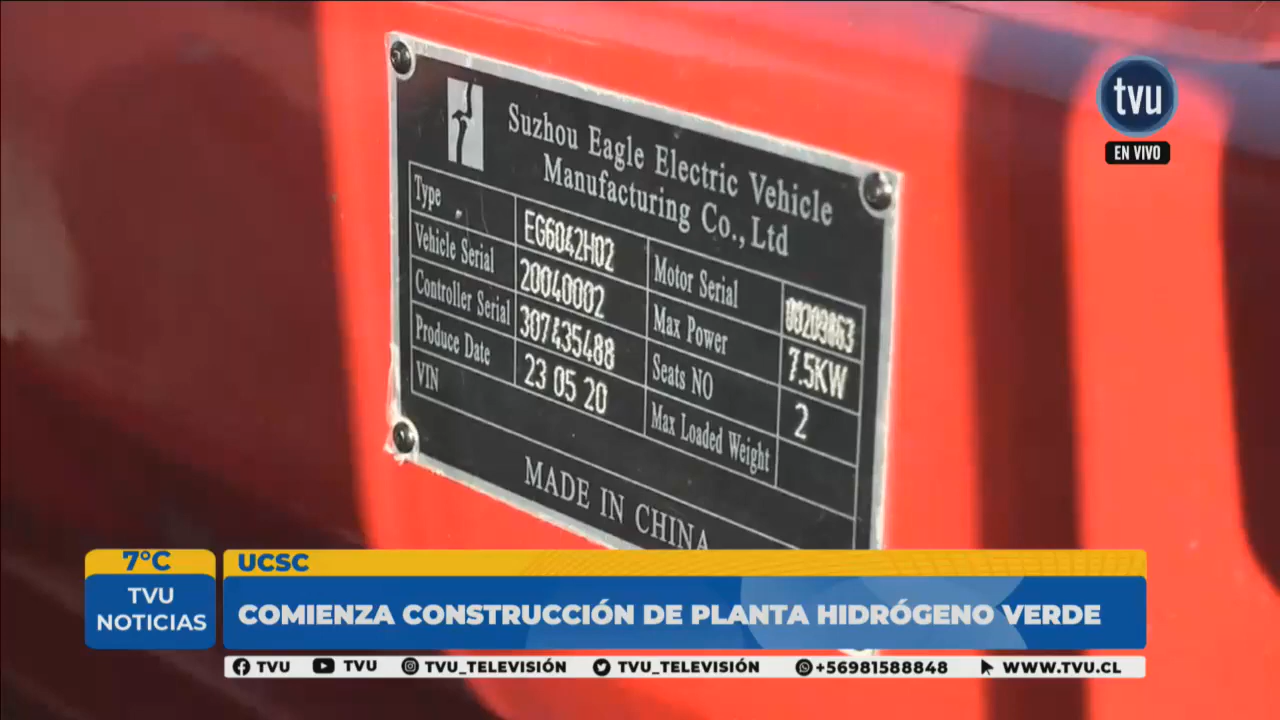 tvu
EN VIVO
Suzhou Eagle Electric Vehicle
Manufacturing Co., Ltd
Type EG6042H02
Vehicle Serial 20040002
Controller Serial 307435488
Produce Date 23 05 20
VIN
Motor Serial
Max Power 7.5KW
Seats NO 2
Max Loaded Weight
MADE IN CHINA
7°C
UCSC
TVU
NOTICIAS
COMIENZA CONSTRUCCIÓN DE PLANTA HIDRÓGENO VERDE
TVU TVU TVU_TELEVISIÓN TVU_TELEVISIÓN +56981588848 WWW.TVU.CL